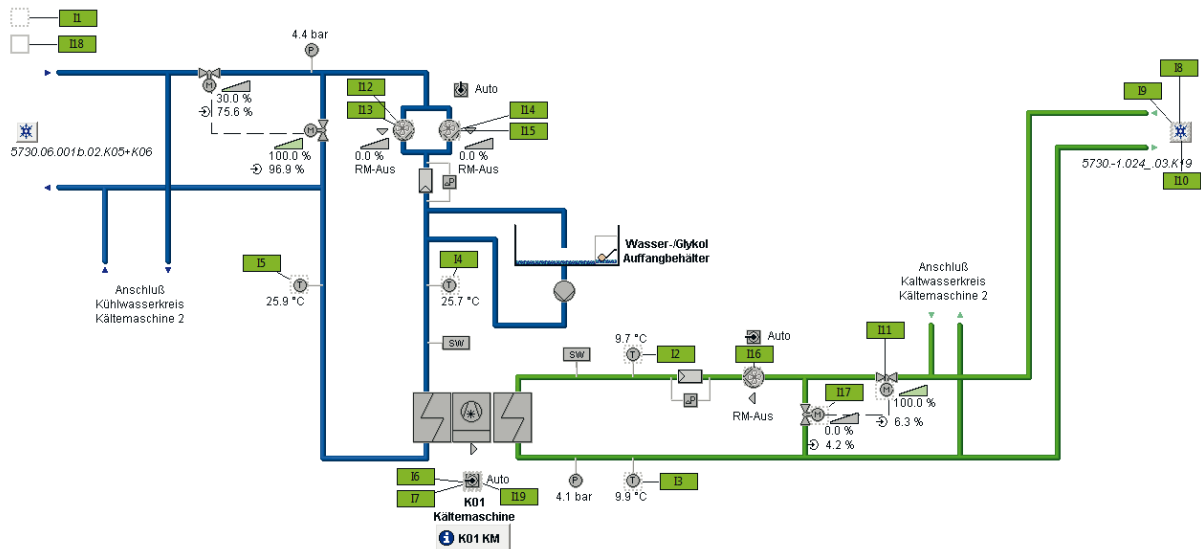 I1
I18
4.4 bar
P
I12
I13
Auto
I14
I15
M
30.0 %
75.6 %
M
100.0 %
96.9 %
0.0 %
RM-Aus
0.0 %
RM-Aus
5730.06.001b.02.K05+K06
I8
I9
5730.-1.024_.03.K19
I10
Wasser-/Glykol
Auffangbehälter
I5
T
25.9 °C
I4
T
25.7 °C
Anschluß
Kühlwasserkreis
Kältemaschine 2
Anschluß
Kaltwasserkreis
Kältemaschine 2
SW
SW
9.7 °C
T
I2
Auto
I16
RM-Aus
I11
M
100.0 %
6.3 %
I17
M
0.0 %
4.2 %
P
4.1 bar
T
9.9 °C
I3
I6
I7
Auto
I19
K01
Kältemaschine
K01 KM